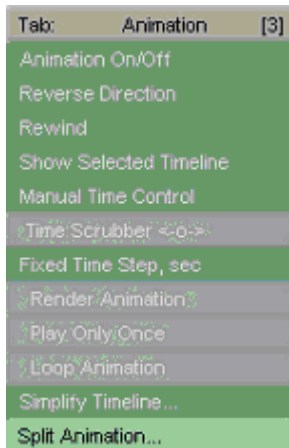 Tab: Animation [3]
Animation On/Off
Reverse Direction
Rewind
Show Selected Timeline
Manual Time Control
Time Scrubber <-o->
Fixed Time Step, sec
Render Animation
Play Only Once
Loop Animation
Simplify Timeline...
Split Animation...